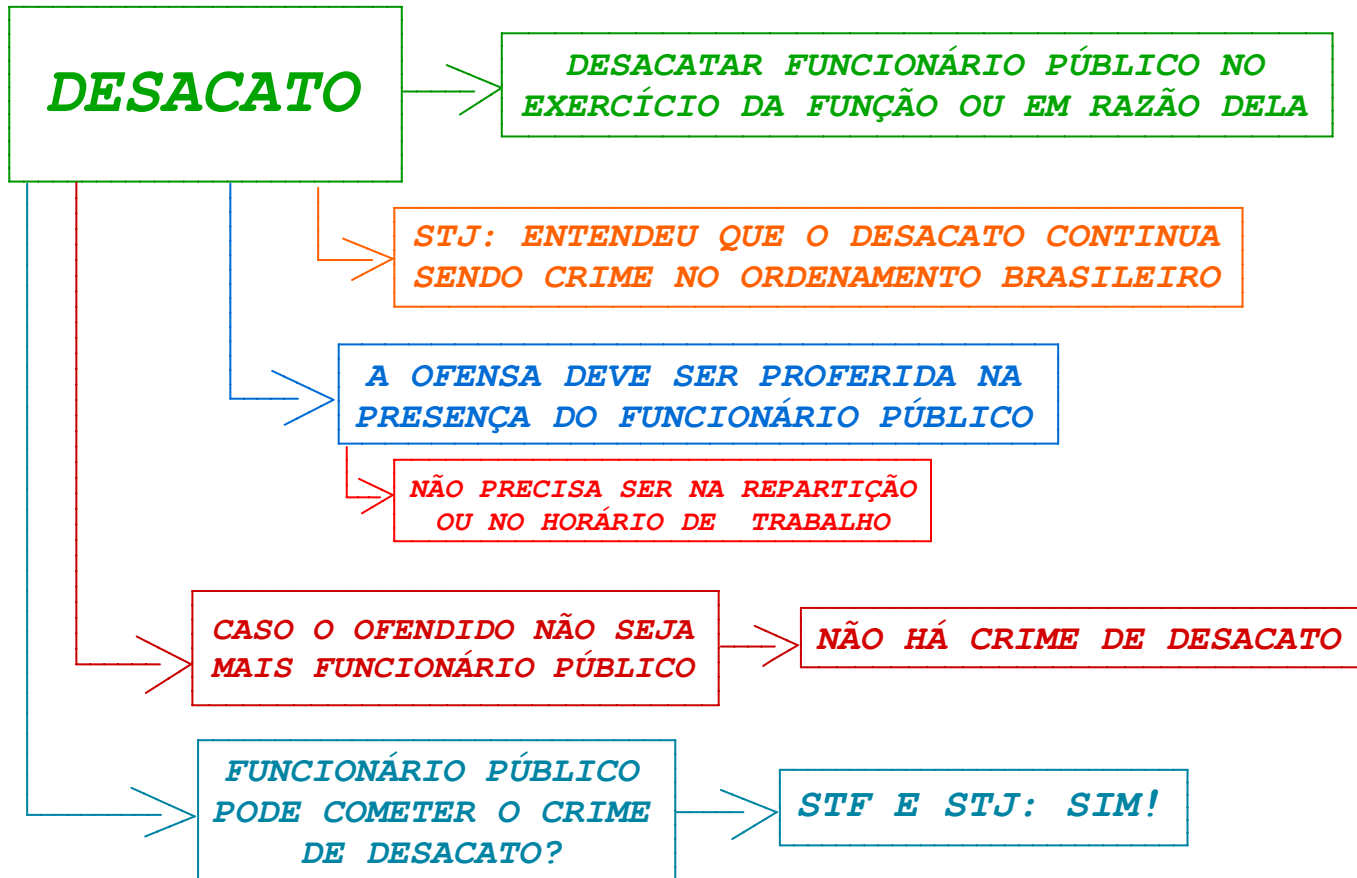 DESACATO
DESACATAR FUNCIONÁRIO PÚBLICO NO
EXERCÍCIO DA FUNÇÃO OU EM RAZÃO DELA
STJ: ENTENDEU QUE O DESACATO CONTINUA
SENDO CRIME NO ORDENAMENTO BRASILEIRO
A OFENSA DEVE SER PROFERIDA NA
PRESENÇA DO FUNCIONÁRIO PÚBLICO
NÃO PRECISA SER NA REPARTIÇÃO
OU NO HORÁRIO DE TRABALHO
CASO O OFENDIDO NÃO SEJA
MAIS FUNCIONÁRIO PÚBLICO
NÃO HÁ CRIME DE DESACATO
FUNCIONÁRIO PÚBLICO
PODE COMETER O CRIME
DE DESACATO?
STF E STJ: SIM!